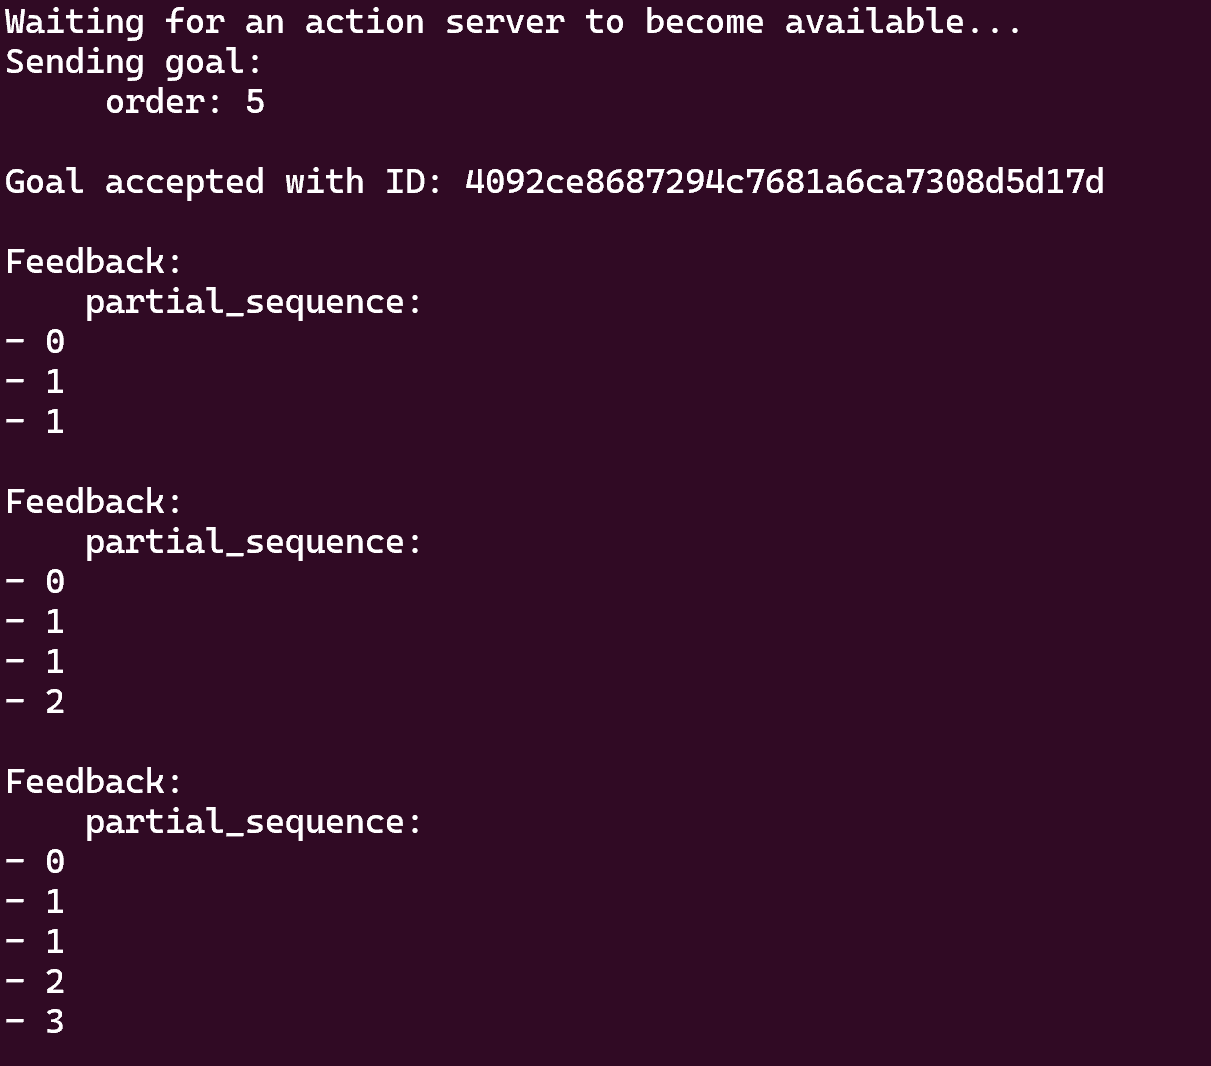 Waiting for an action server to become available...
Sending goal:
     order: 5

Goal accepted with ID: 4092ce8687294c7681a6ca7308d5d17d

Feedback:
    partial_sequence:
- 0
- 1
- 1

Feedback:
    partial_sequence:
- 0
- 1
- 1
- 2

Feedback:
    partial_sequence:
- 0
- 1
- 1
- 2
- 3